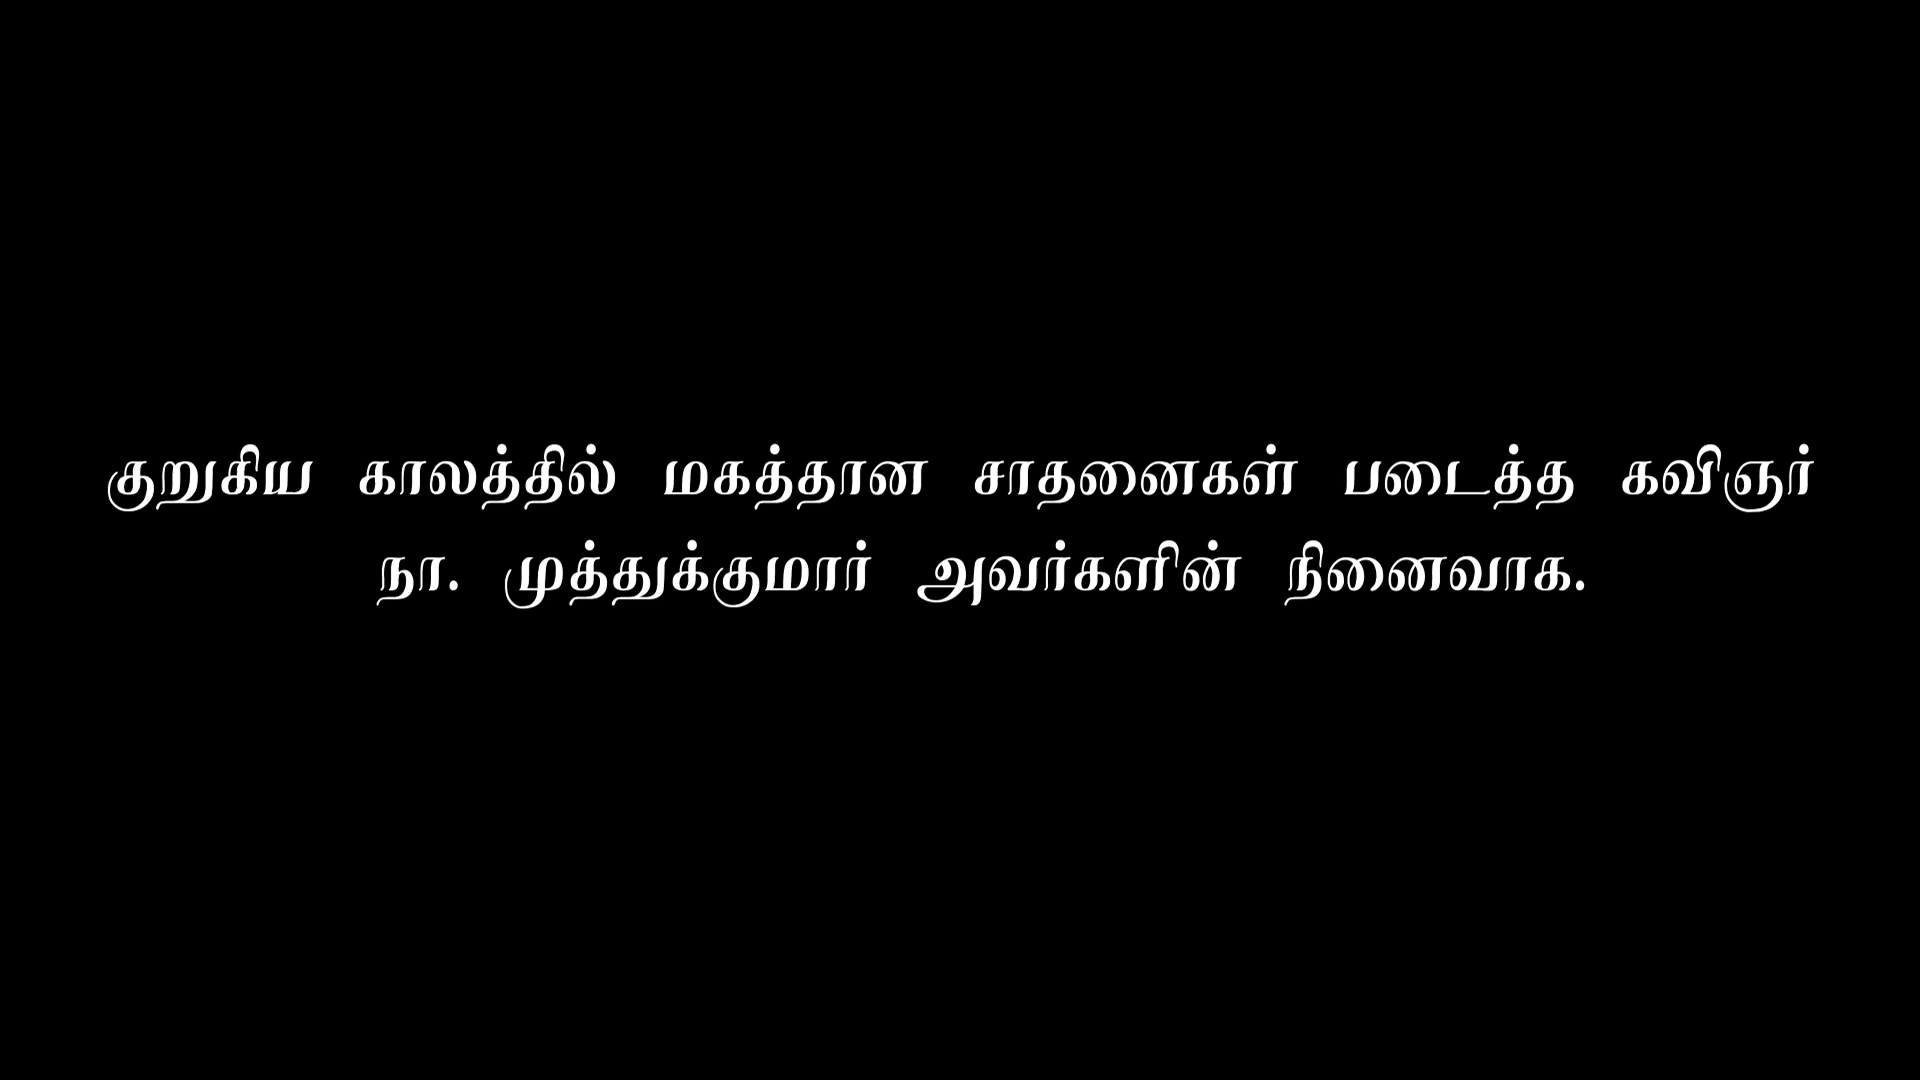 குறுகிய காலத்தில் மகத்தான சாதனைகள் படைத்த கவிஞர்
நா. முத்துக்குமார் அவர்களின் நினைவாக.